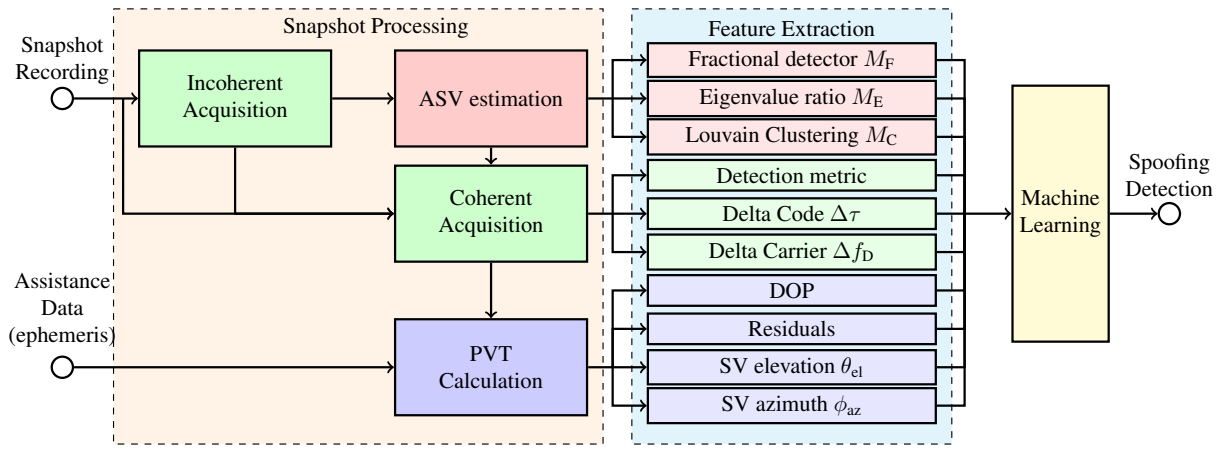 Snapshot Processing
Feature Extraction
Snapshot
Recording
Incoherent
Acquisition
ASV estimation
Coherent
Acquisition
Assistance
Data
(ephemeris)
PVT
Calculation
Fractional detector M_F
Eigenvalue ratio M_E
Louvain Clustering M_C
Detection metric
Delta Code Δτ
Delta Carrier Δf_D
DOP
Residuals
SV elevation θ_el
SV azimuth ϕ_az
Machine
Learning
Spoofing
Detection